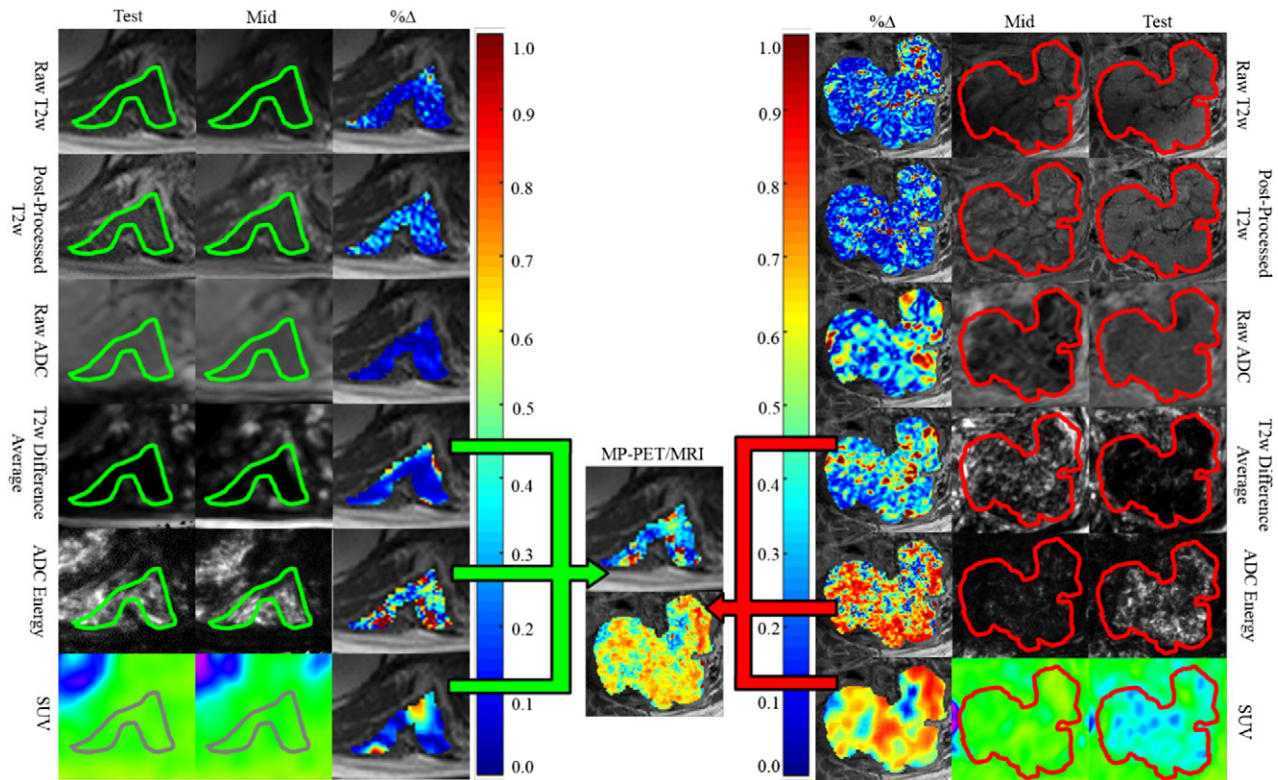 Test
Mid
%Δ
Raw T2w
Post-Processed
T2w
Raw ADC
T2w Difference
Average
ADC Energy
SUV
1.0
0.9
0.8
0.7
0.6
0.5
0.4
0.3
0.2
0.1
0.0
MP-PET/MRI
1.0
0.9
0.8
0.7
0.6
0.5
0.4
0.3
0.2
0.1
0.0
%Δ
Mid
Test
Raw T2w
Post-Processed
T2w
Raw ADC
T2w Difference
Average
ADC Energy
SUV